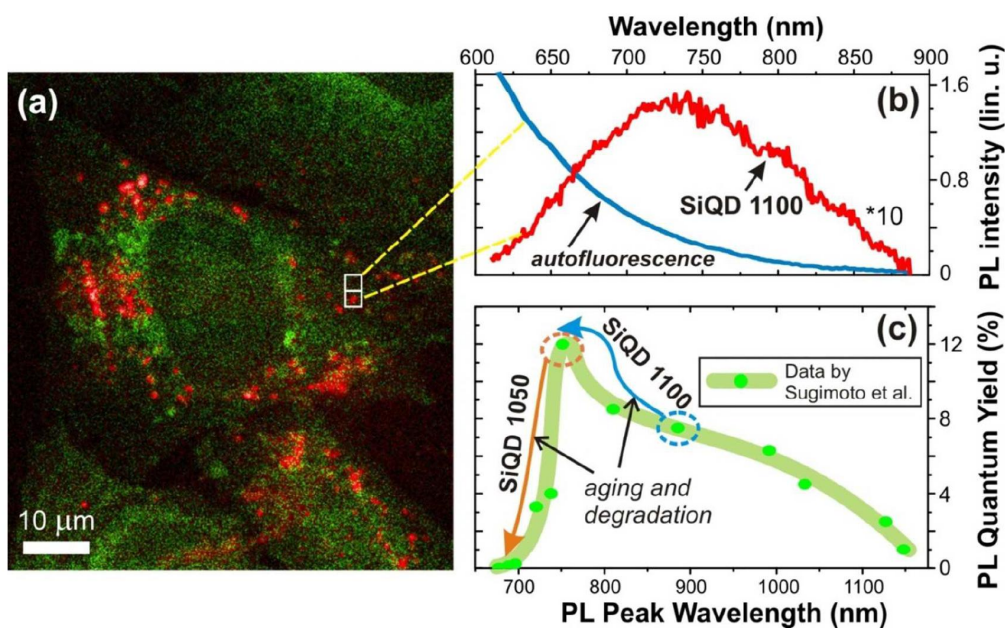 (a)
10 µm
Wavelength (nm)
600 650 700 750 800 850 900
(b)
1.6
0.8
0
PL intensity (lin. u.)
SiQD 1100
*10
autofluorescence
(c)
SiQD 1100
SiQD 1050
Data by
Sugimoto et al.
aging and
degradation
12
8
4
0
PL Quantum Yield (%)
700 800 900 1000 1100
PL Peak Wavelength (nm)